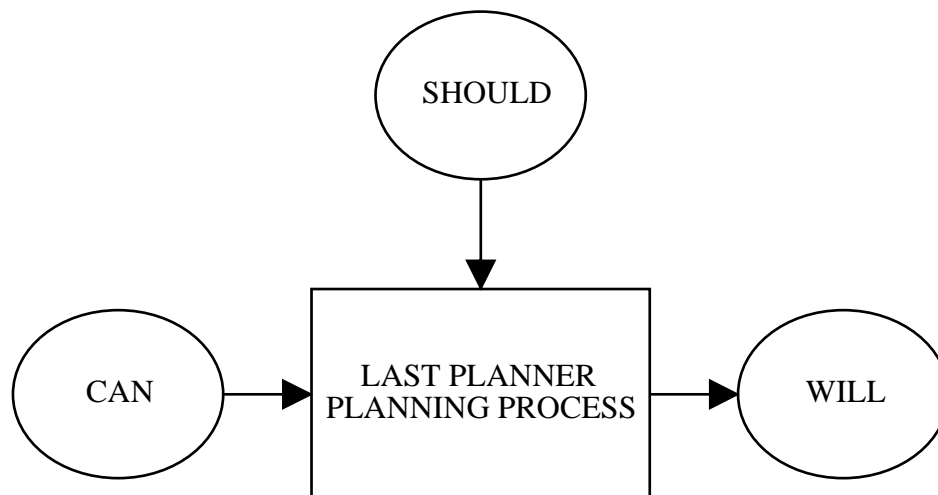 SHOULD
CAN
LAST PLANNER
PLANNING PROCESS
WILL